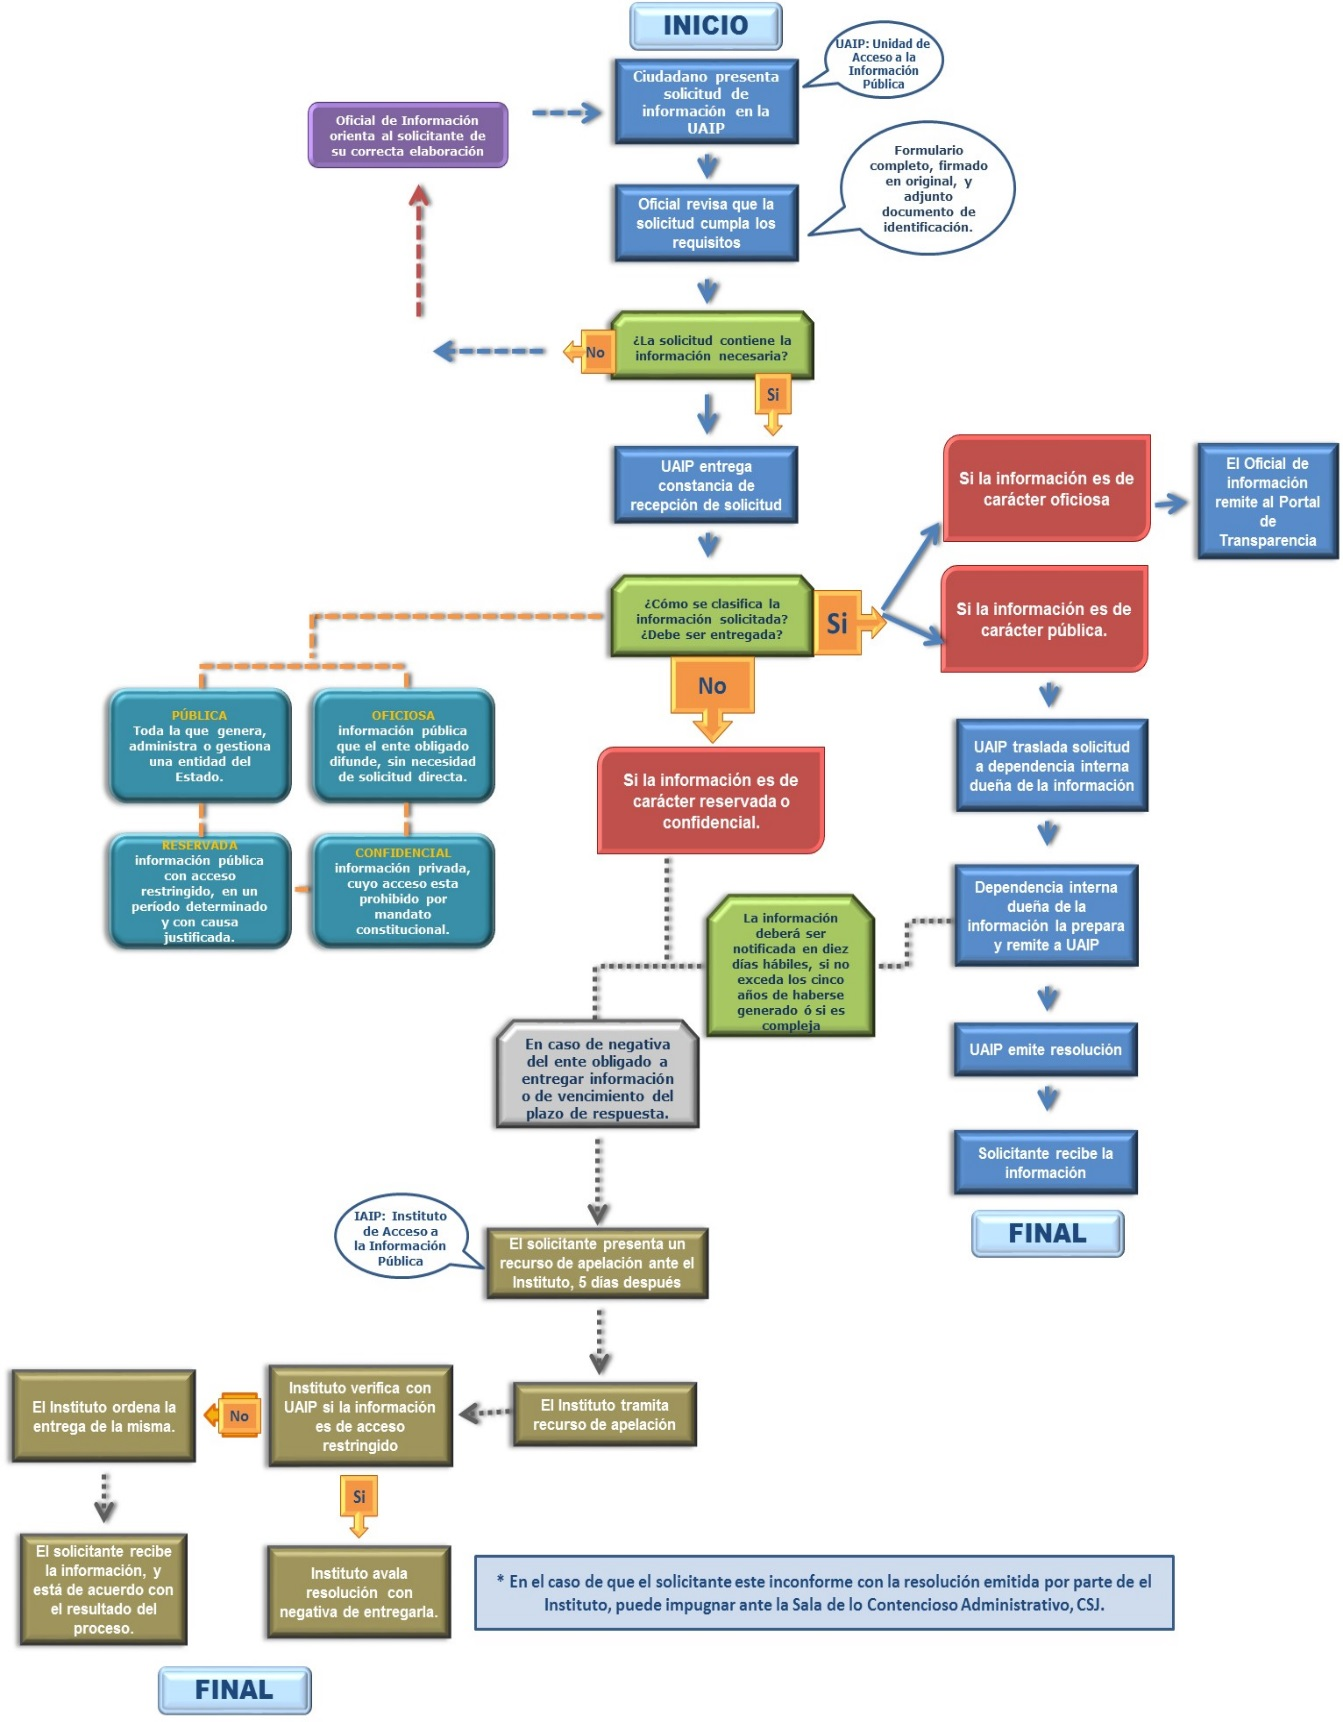 INICIO
UAIP: Unidad de
Acceso a la
Información
Pública
Ciudadano presenta
solicitud de
información en la
UAIP
Oficial de Información
orienta al solicitante de
su correcta elaboración
Formulario
completo, firmado
en original, y
adjunto
documento de
identificación.
Oficial revisa que la
solicitud cumpla los
requisitos
¿La solicitud contiene la
información necesaria?
No
Si
UAIP entrega
constancia de
recepción de solicitud
Si la información es de
carácter oficiosa
El Oficial de
información
remite al Portal
de
Transparencia
¿Cómo se clasifica la
información solicitada?
¿Debe ser entregada?
Si
Si la información es de
carácter pública.
No
PÚBLICA
Toda la que genera,
administra o gestiona
una entidad del
Estado.
OFICIOSA
información pública
que el ente obligado
difunde, sin necesidad
de solicitud directa.
RESERVADA
información pública
con acceso
restringido, en un
período determinado
y con causa
justificada.
CONFIDENCIAL
información privada,
cuyo acceso esta
prohibido por
mandato
constitucional.
Si la información es de
carácter reservada o
confidencial.
UAIP traslada solicitud
a dependencia interna
dueña de la información
Dependencia interna
dueña de la
información la prepara
y remite a UAIP
La información
deberá ser
notificada en diez
días hábiles, si no
exceda los cinco
años de haberse
generado ó si es
compleja
UAIP emite resolución
En caso de negativa
del ente obligado a
entregar información
o de vencimiento del
plazo de respuesta.
Solicitante recibe la
información
FINAL
IAIP: Instituto
de Acceso a
la Información
Pública
El solicitante presenta un
recurso de apelación ante el
Instituto, 5 días después
El Instituto tramita
recurso de apelación
Instituto verifica con
UAIP si la información
es de acceso
restringido
No
El Instituto ordena la
entrega de la misma.
Si
El solicitante recibe
la información, y
está de acuerdo con
el resultado del
proceso.
Instituto avala
resolución con
negativa de entregarla.
* En el caso de que el solicitante este inconforme con la resolución emitida por parte de el
Instituto, puede impugnar ante la Sala de lo Contencioso Administrativo, CSJ.
FINAL